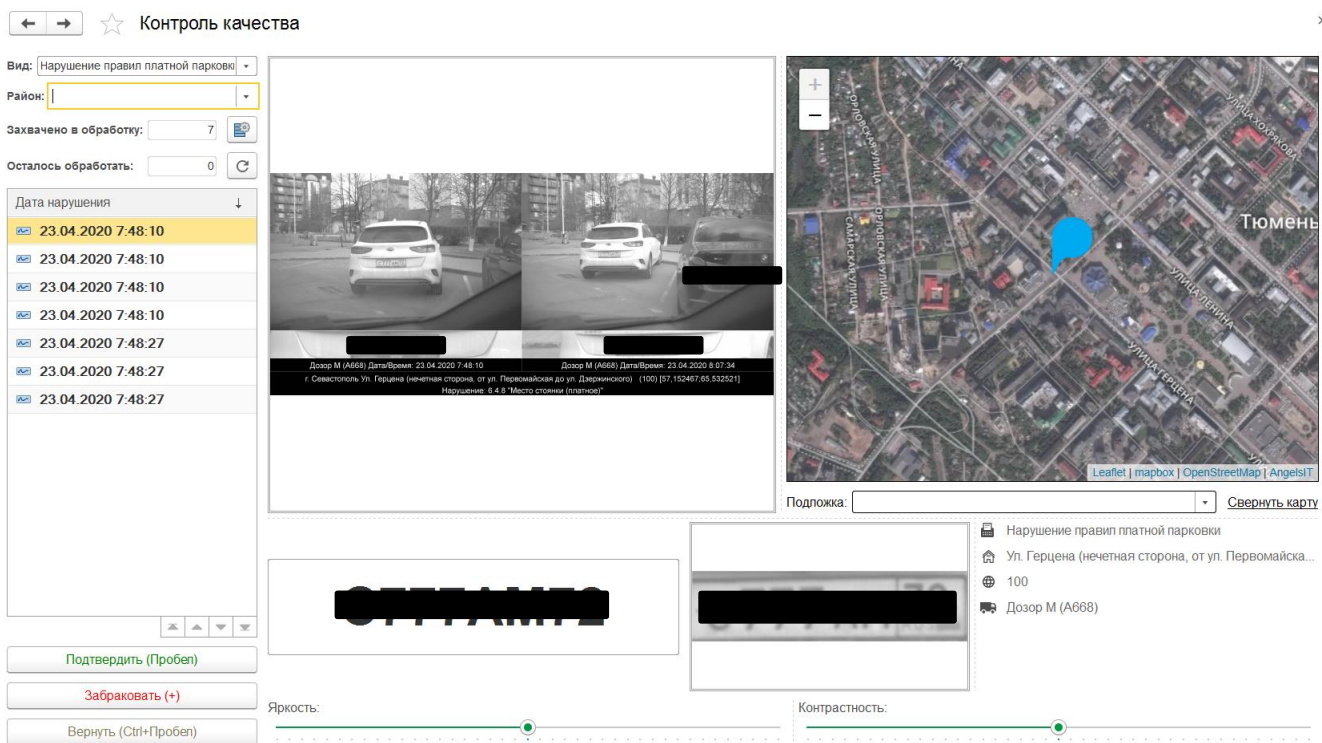 Контроль качества
Вид: Нарушение правил платной парковки
Район:
Захвачено в обработку: 7
Осталось обработать: 0
Дата нарушения ↓
23.04.2020 7:48:10
23.04.2020 7:48:10
23.04.2020 7:48:10
23.04.2020 7:48:10
23.04.2020 7:48:27
23.04.2020 7:48:27
23.04.2020 7:48:27
Подтвердить (Пробел)
Забраковать (+)
Вернуть (Ctrl+Пробел)
Дозор М (А668) Дата/Время: 23.04.2020 7:48:10
Дозор М (А668) Дата/Время: 23.04.2020 8:07:34
г. Севастополь Ул. Герцена (нечетная сторона, от ул. Первомайская до ул. Дзержинского) (100) [57,152467;65,532521]
Нарушение: 6.4.8 "Место стоянки (платное)"
+
−
ОРЛОВСКАЯ УЛИЦА
УЛИЦА ХОХРЯКОВА
САМАРСКАЯ УЛИЦА
ОРЛОВСКАЯ УЛИЦА
Тюмень
УЛИЦА ЛЕНИНА
УЛИЦА ГЕРЦЕНА
Leaflet | mapbox | OpenStreetMap | AngelsIT
Подложка:
Свернуть карту
Нарушение правил платной парковки
Ул. Герцена (нечетная сторона, от ул. Первомайска...
100
Дозор М (А668)
Яркость:
Контрастность: